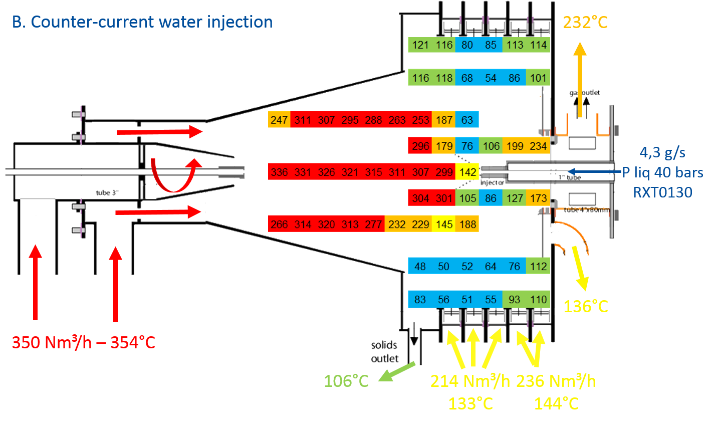 B. Counter-current water injection
232°C
121 116 80 85 113 114
116 118 68 54 86 101
gas outlet
247 311 307 295 288 263 253 187 63
296 179 76 106 199 234
4,3 g/s
P liq 40 bars
RXT0130
336 331 326 321 315 311 307 299 142
1" tube
injector
tube 3"
304 301 105 86 127 173
tube 4"x80mm
266 314 320 313 277 232 229 145 188
48 50 52 64 76 112
83 56 51 55 93 110
136°C
350 Nm³/h – 354°C
solids
outlet
106°C
214 Nm³/h
133°C
236 Nm³/h
144°C